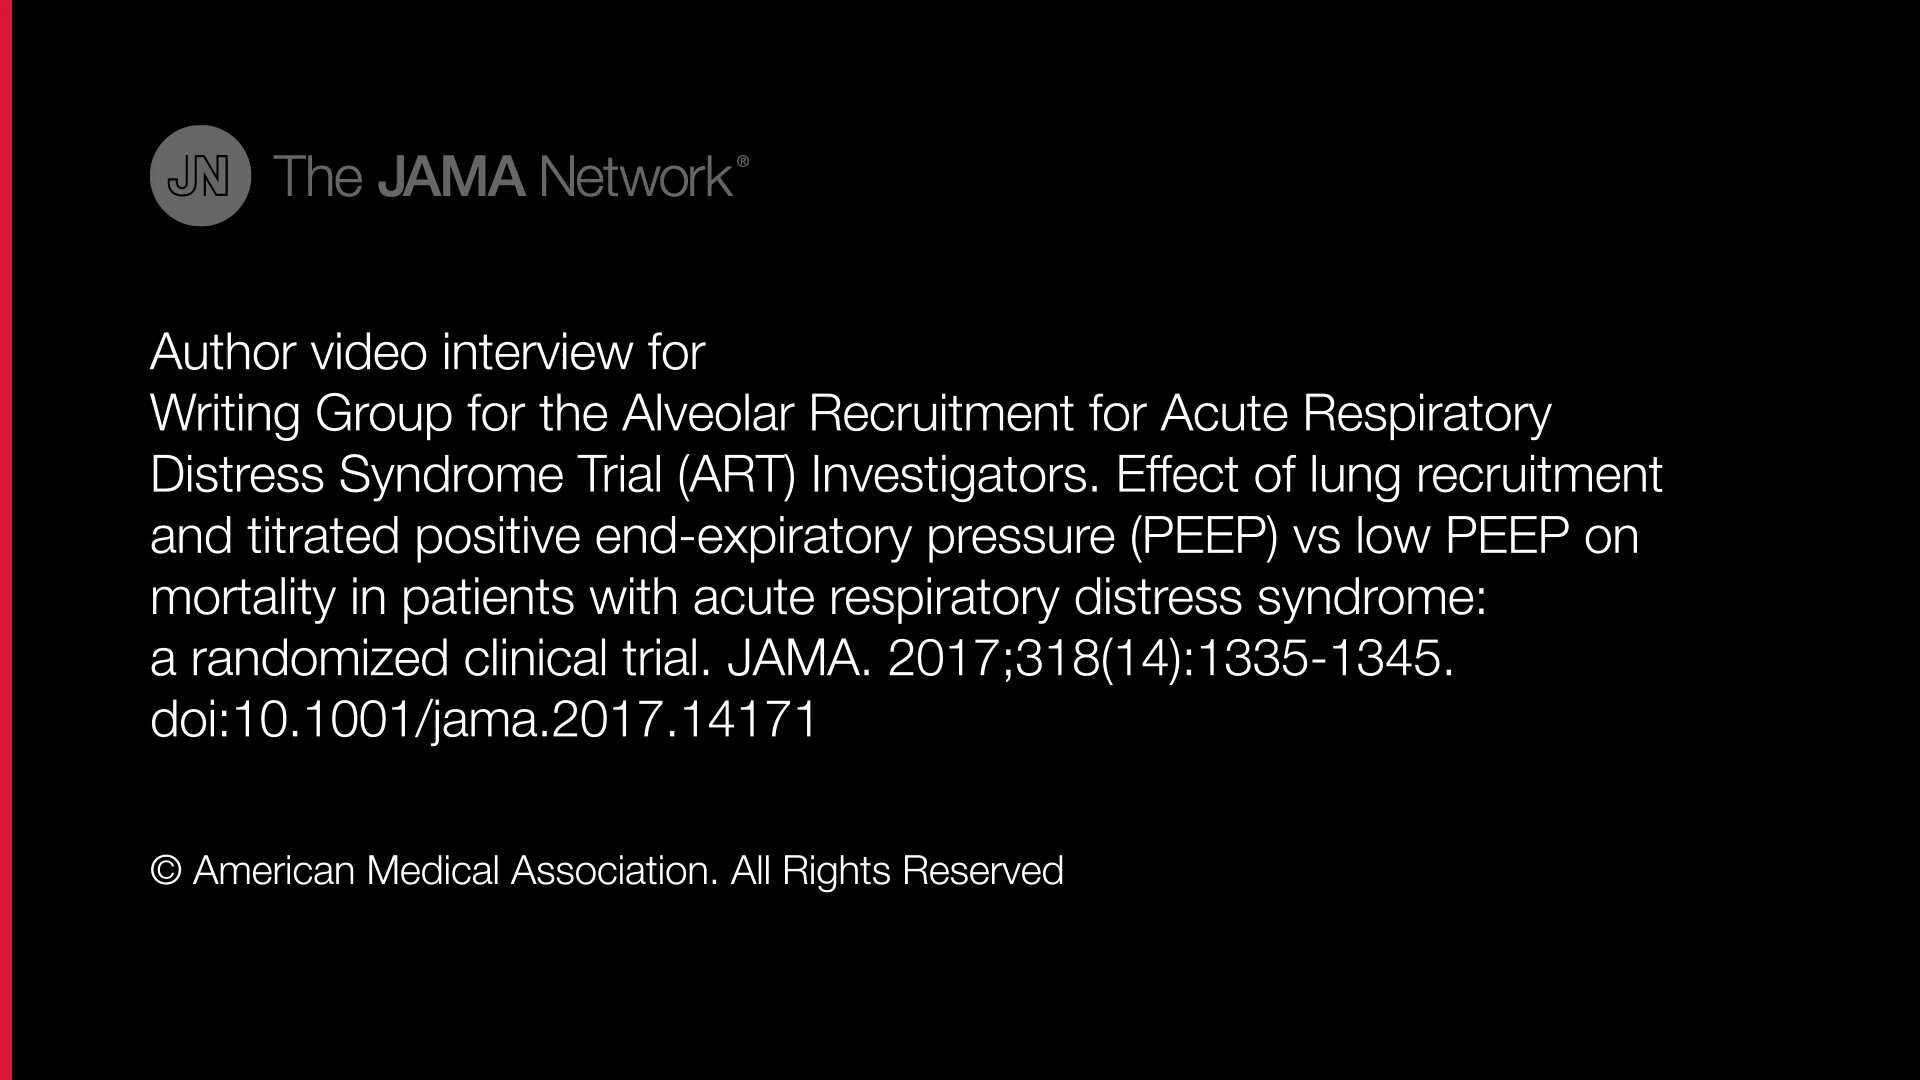 JN The JAMA Network®
Author video interview for
Writing Group for the Alveolar Recruitment for Acute Respiratory
Distress Syndrome Trial (ART) Investigators. Effect of lung recruitment
and titrated positive end-expiratory pressure (PEEP) vs low PEEP on
mortality in patients with acute respiratory distress syndrome:
a randomized clinical trial. JAMA. 2017;318(14):1335-1345.
doi:10.1001/jama.2017.14171
© American Medical Association. All Rights Reserved